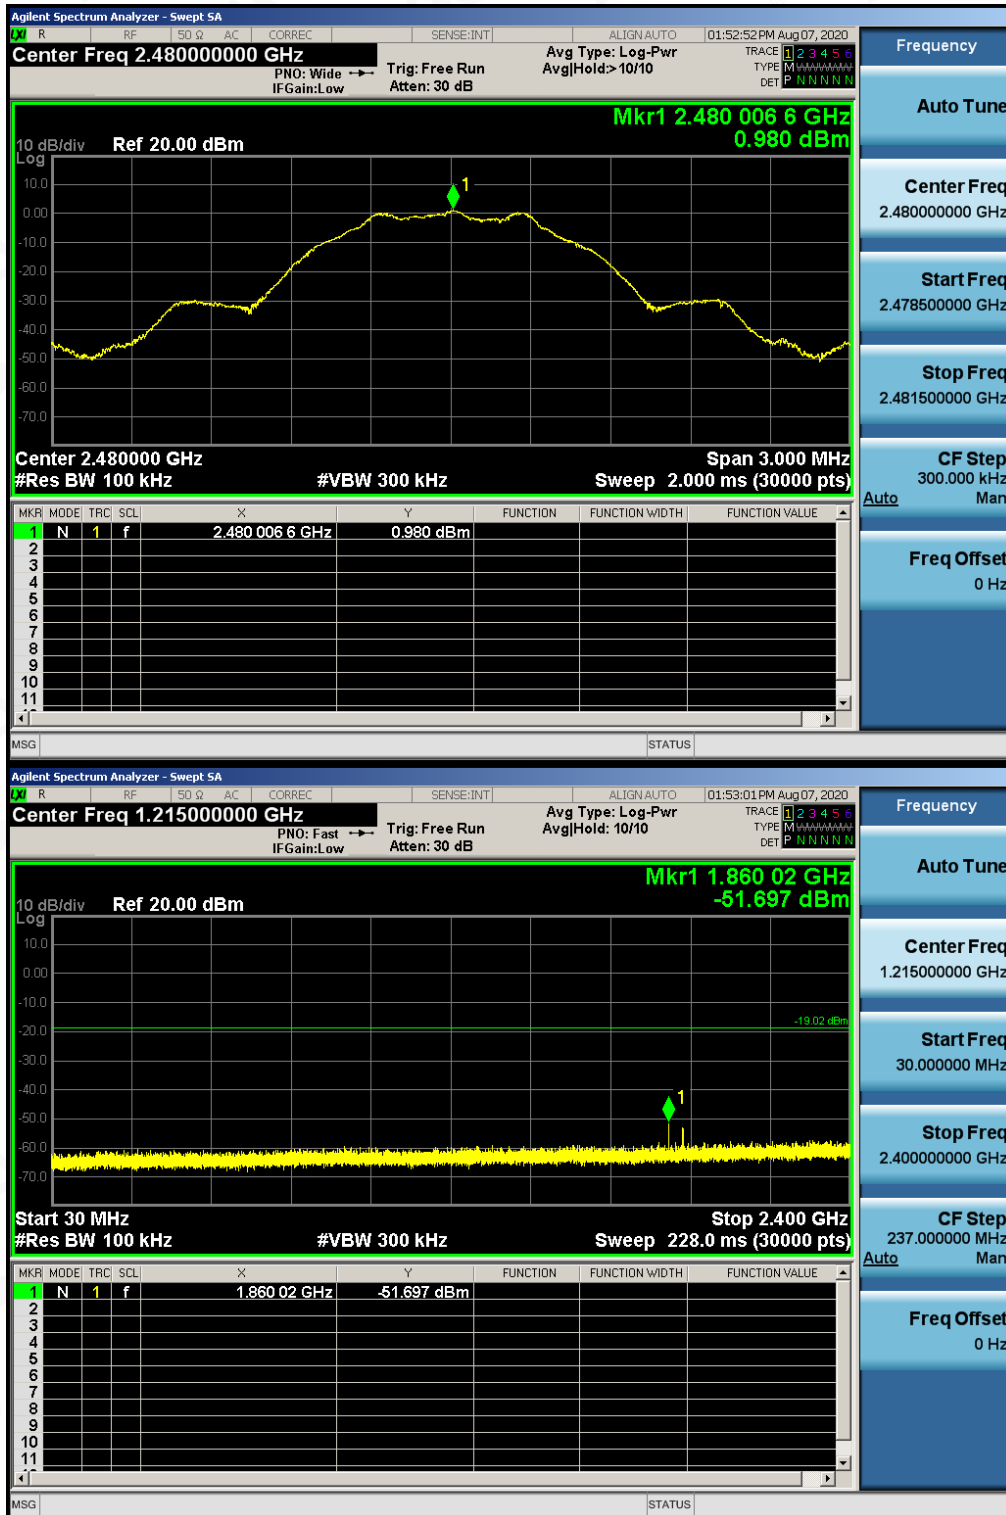 Agilent Spectrum Analyzer - Swept SA
LXI R RF 50 Ω AC CORREC SENSE:INT ALIGN AUTO 01:52:52 PM Aug 07, 2020
Center Freq 2.480000000 GHz
PNO: Wide
IFGain:Low
Trig: Free Run
Atten: 30 dB
Avg Type: Log-Pwr
Avg|Hold:> 10/10
TRACE 1 2 3 4 5 6
TYPE M WWWWW
DET P N N N N N
Mkr1 2.480 006 6 GHz
0.980 dBm
10 dB/div Ref 20.00 dBm
Log
10.0
0.00
-10.0
-20.0
-30.0
-40.0
-50.0
-60.0
-70.0
1
Center 2.480000 GHz Span 3.000 MHz
#Res BW 100 kHz #VBW 300 kHz Sweep 2.000 ms (30000 pts)
MKR MODE TRC SCL X Y FUNCTION FUNCTION WIDTH FUNCTION VALUE
1 N 1 f 2.480 006 6 GHz 0.980 dBm
2
3
4
5
6
7
8
9
10
11
MSG STATUS
Frequency
Auto Tune
Center Freq
2.480000000 GHz
Start Freq
2.478500000 GHz
Stop Freq
2.481500000 GHz
CF Step
300.000 kHz
Auto Man
Freq Offset
0 Hz
Agilent Spectrum Analyzer - Swept SA
LXI R RF 50 Ω AC CORREC SENSE:INT ALIGN AUTO 01:53:01 PM Aug 07, 2020
Center Freq 1.215000000 GHz
PNO: Fast
IFGain:Low
Trig: Free Run
Atten: 30 dB
Avg Type: Log-Pwr
Avg|Hold: 10/10
TRACE 1 2 3 4 5 6
TYPE M WWWWW
DET P N N N N N
Mkr1 1.860 02 GHz
-51.697 dBm
10 dB/div Ref 20.00 dBm
Log
10.0
0.00
-10.0
-20.0
-30.0
-40.0
-50.0
-60.0
-70.0
-19.02 dBm
1
Start 30 MHz Stop 2.400 GHz
#Res BW 100 kHz #VBW 300 kHz Sweep 228.0 ms (30000 pts)
MKR MODE TRC SCL X Y FUNCTION FUNCTION WIDTH FUNCTION VALUE
1 N 1 f 1.860 02 GHz -51.697 dBm
2
3
4
5
6
7
8
9
10
11
MSG STATUS
Frequency
Auto Tune
Center Freq
1.215000000 GHz
Start Freq
30.000000 MHz
Stop Freq
2.400000000 GHz
CF Step
237.000000 MHz
Auto Man
Freq Offset
0 Hz